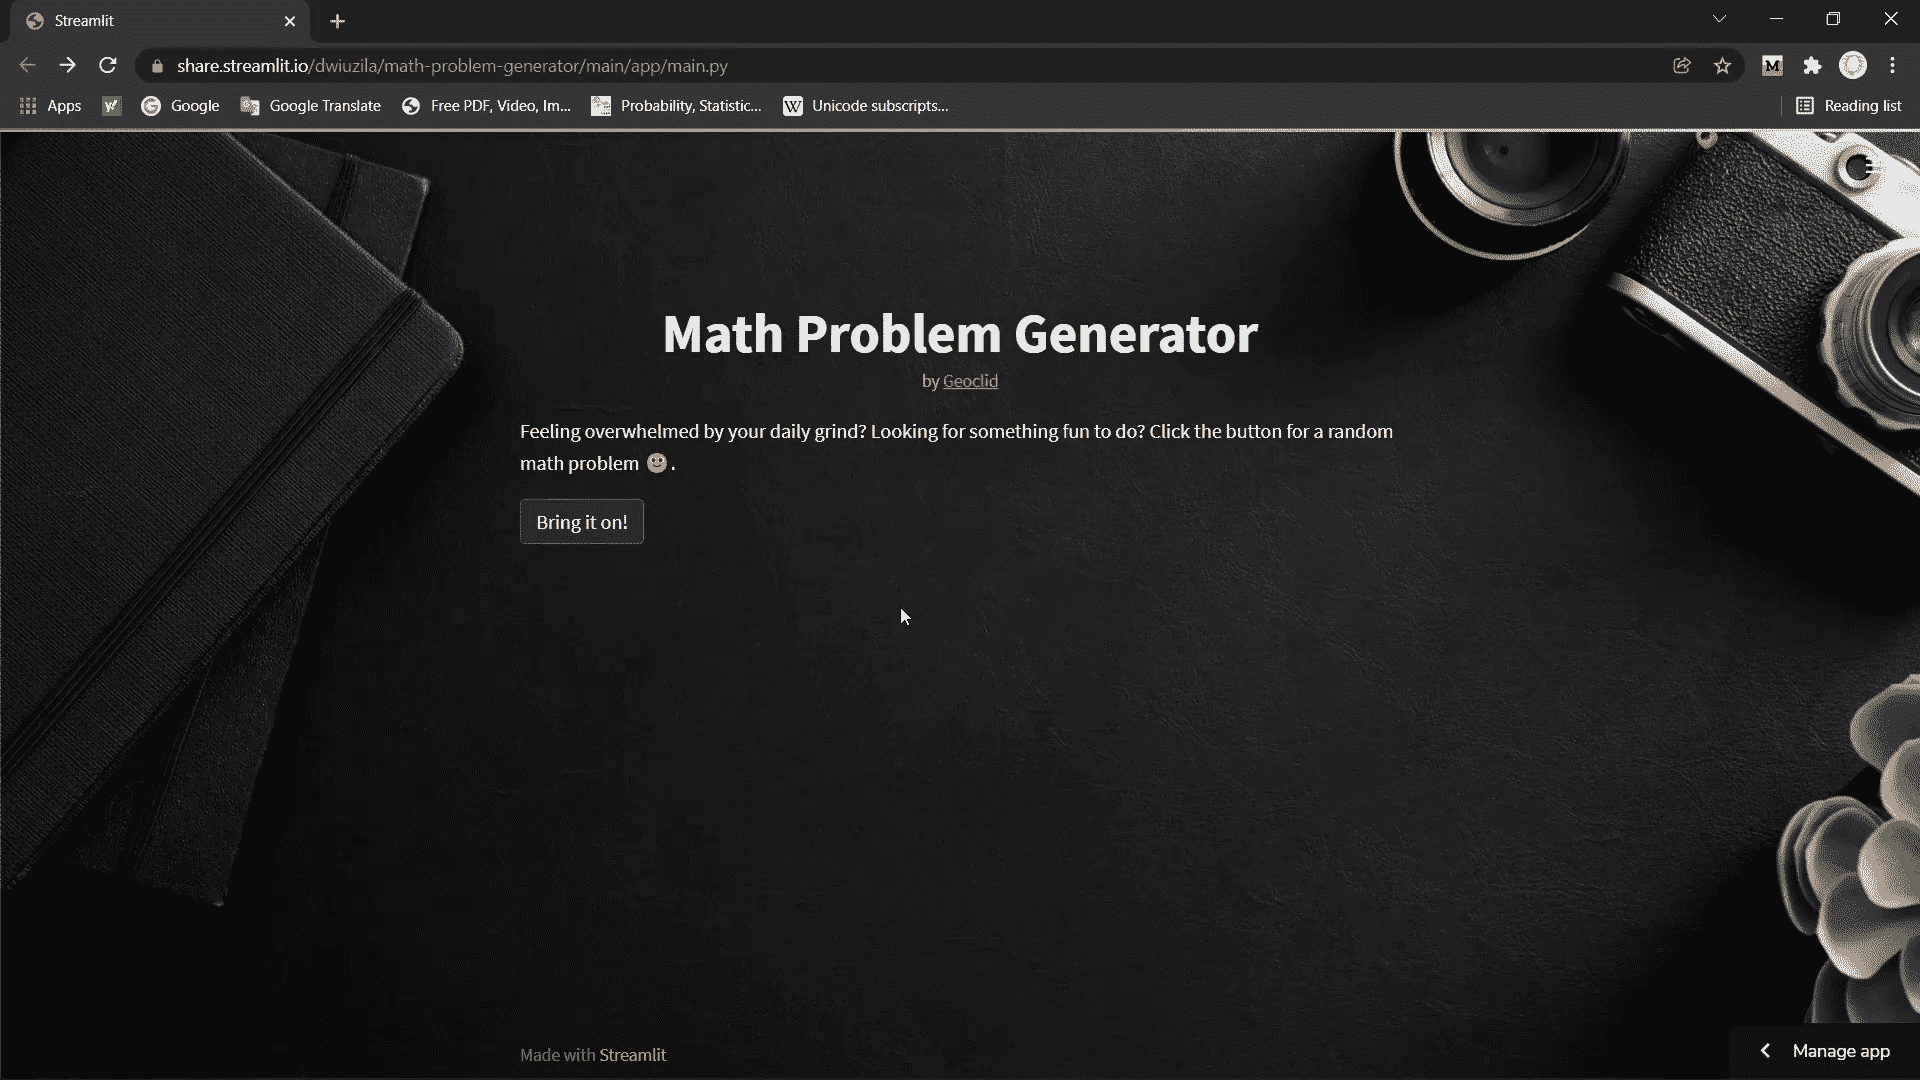 Streamlit
share.streamlit.io/dwiuzila/math-problem-generator/main/app/main.py
M
Apps
Google
Google Translate
Free PDF, Video, Im...
Probability, Statistic...
W
Unicode subscripts...
Reading list
Math Problem Generator
by Geoclid
Feeling overwhelmed by your daily grind? Looking for something fun to do? Click the button for a random
math problem 🙂.
Bring it on!
Made with Streamlit
Manage app